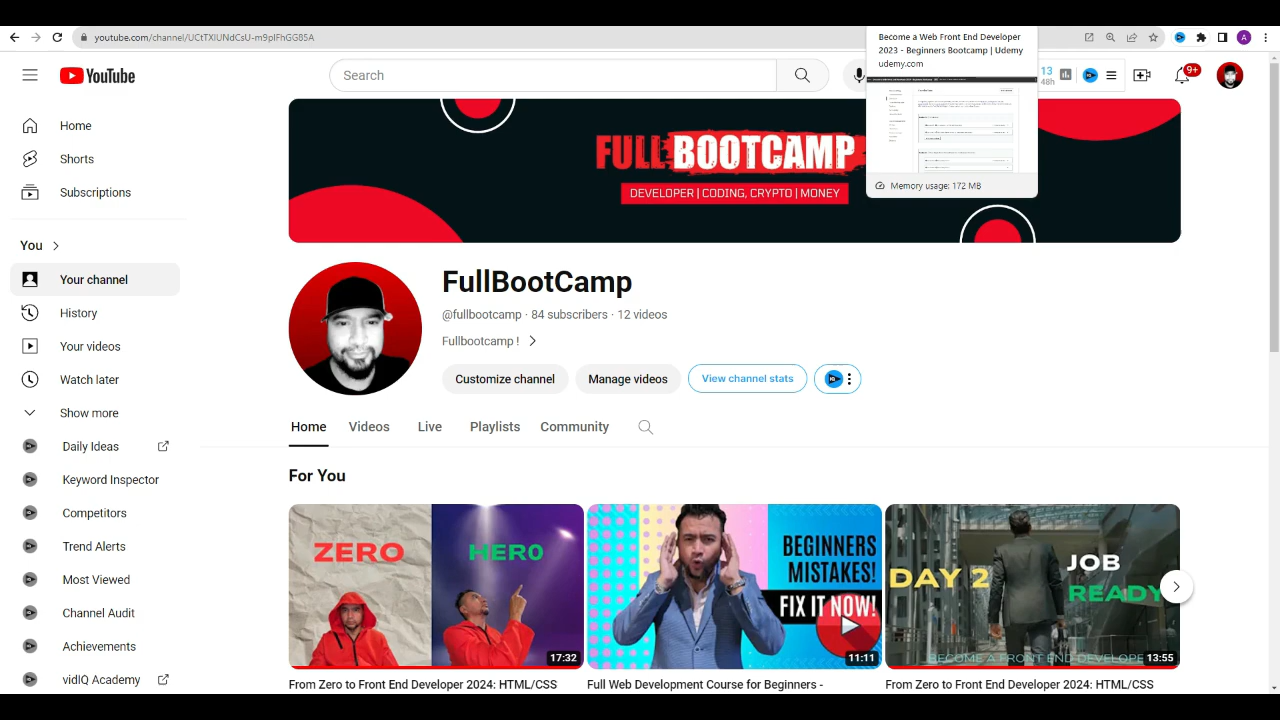 youtube.com/channel/UCtTXIUNdCsU-m9pIFhGG85A
Become a Web Front End Developer
2023 - Beginners Bootcamp | Udemy
udemy.com
Memory usage: 172 MB
A
YouTube
Search
13
48h
9+
Home
Shorts
Subscriptions
You
Your channel
History
Your videos
Watch later
Show more
Daily Ideas
Keyword Inspector
Competitors
Trend Alerts
Most Viewed
Channel Audit
Achievements
vidIQ Academy
FULL BOOTCAMP
DEVELOPER | CODING, CRYPTO | MONEY
FullBootCamp
@fullbootcamp · 84 subscribers · 12 videos
Fullbootcamp !
Customize channel
Manage videos
View channel stats
Home
Videos
Live
Playlists
Community
For You
ZERO
HERO
17:32
From Zero to Front End Developer 2024: HTML/CSS
BEGINNERS
MISTAKES!
FIX IT NOW!
11:11
Full Web Development Course for Beginners -
DAY 2
JOB
READY
BECOME A FRONT END DEVELOPE
13:55
From Zero to Front End Developer 2024: HTML/CSS